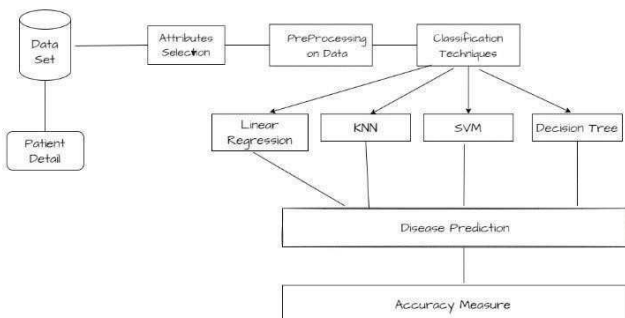 Data
Set
Attributes
Selection
PreProcessing
on Data
Classification
Techniques
Patient
Detail
Linear
Regression
KNN
SVM
Decision Tree
Disease Prediction
Accuracy Measure